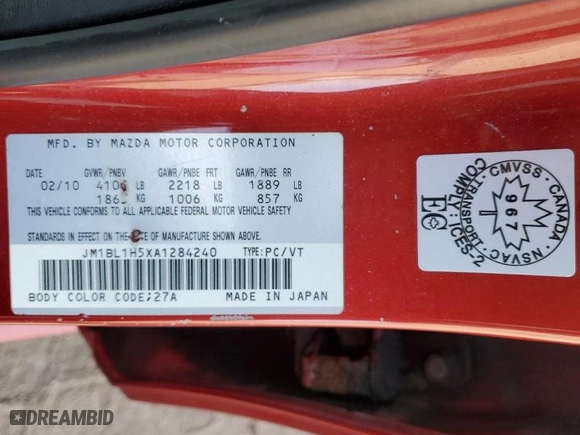 MFD. BY MAZDA MOTOR CORPORATION
DATE GVWR/PNBV GAWR/PNBE FRT GAWR/PNBE RR
02/10 LB 2218 LB 1889 LB
KG 1006 KG 857 KG
THIS VEHICLE CONFORMS TO ALL APPLICABLE FEDERAL MOTOR VEHICLE SAFETY
STANDARDS IN EFFECT ON THE DATE OF MANUFACTURE SHOWN ABOVE.
JM1BL1H5XA1284240 TYPE:PC/VT
BODY COLOR CODE;27A MADE IN JAPAN
CMVSS
CANADA
TRANSPORT
NSVAC
967
EC
COMPLY: ICES-2
DREAMBID